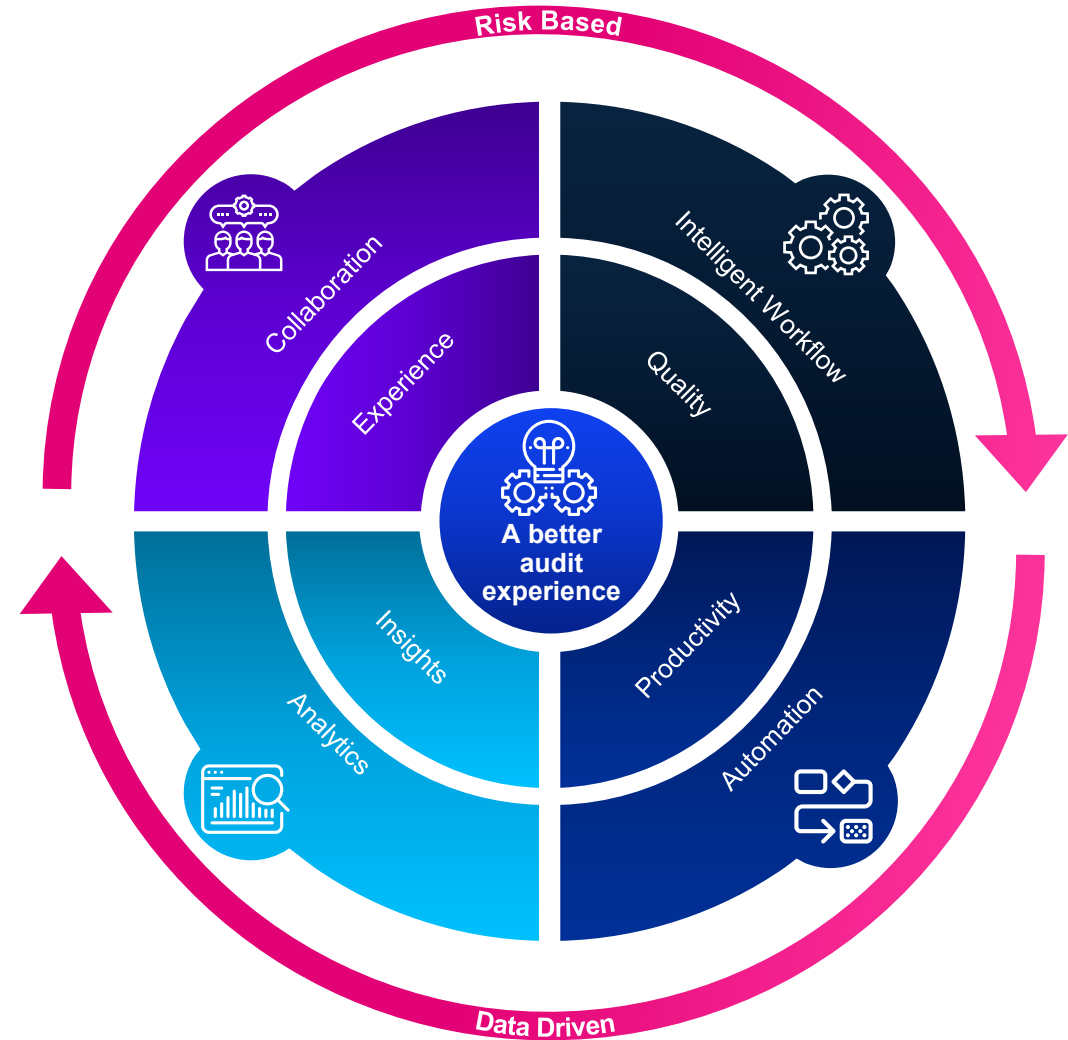 Risk Based
Collaboration
Intelligent Workflow
Experience
Quality
A better
audit
experience
Insights
Productivity
Analytics
Automation
Data Driven